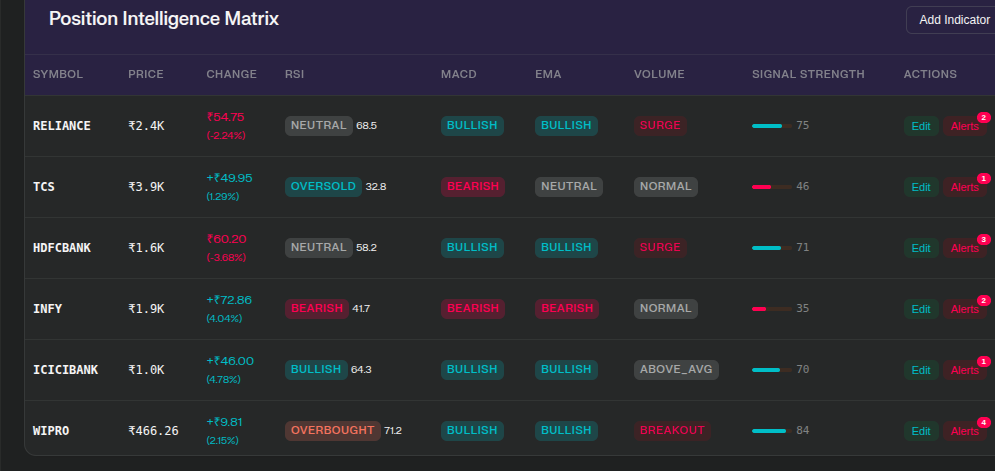 Position Intelligence Matrix
Add Indicator
SYMBOL PRICE CHANGE RSI MACD EMA VOLUME SIGNAL STRENGTH ACTIONS
RELIANCE ₹2.4K ₹54.75 (-2.24%) NEUTRAL 68.5 BULLISH BULLISH SURGE 75 Edit Alerts 2
TCS ₹3.9K +₹49.95 (1.29%) OVERSOLD 32.8 BEARISH NEUTRAL NORMAL 46 Edit Alerts 1
HDFCBANK ₹1.6K ₹60.20 (-3.68%) NEUTRAL 58.2 BULLISH BULLISH SURGE 71 Edit Alerts 3
INFY ₹1.9K +₹72.86 (4.04%) BEARISH 41.7 BEARISH BEARISH NORMAL 35 Edit Alerts 2
ICICIBANK ₹1.0K +₹46.00 (4.78%) BULLISH 64.3 BULLISH BULLISH ABOVE_AVG 70 Edit Alerts 1
WIPRO ₹466.26 +₹9.81 (2.15%) OVERBOUGHT 71.2 BULLISH BULLISH BREAKOUT 84 Edit Alerts 4